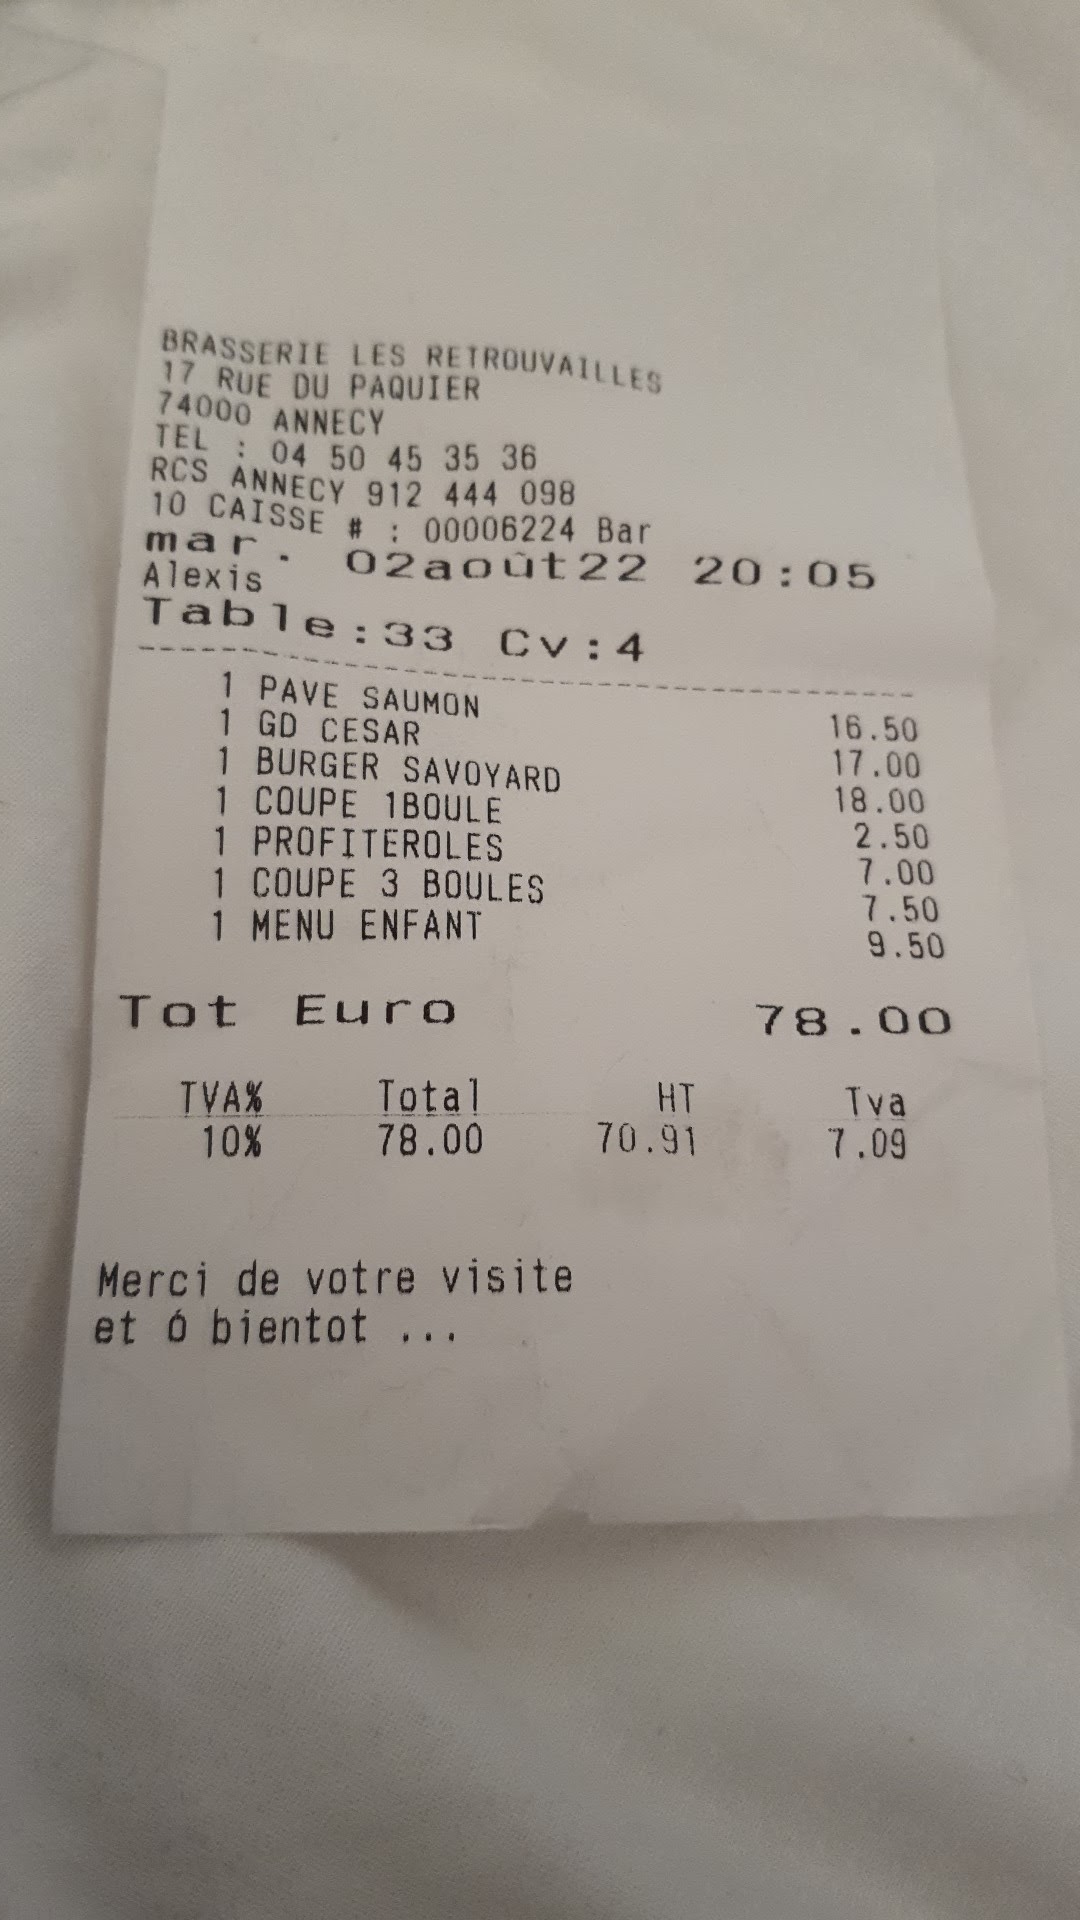 BRASSERIE LES RETROUVAILLES
17 RUE DU PAQUIER
74000 ANNECY
TEL : 04 50 45 35 36
RCS ANNECY 912 444 098
10 CAISSE # : 00006224 Bar
mar. 02août22 20:05
Alexis
Table:33 Cv:4
1 PAVE SAUMON 16.50
1 GD CESAR 17.00
1 BURGER SAVOYARD 18.00
1 COUPE 1BOULE 2.50
1 PROFITEROLES 7.00
1 COUPE 3 BOULES 7.50
1 MENU ENFANT 9.50
Tot Euro 78.00
TVA% Total HT Tva
10% 78.00 70.91 7.09
Merci de votre visite
et ó bientot ...